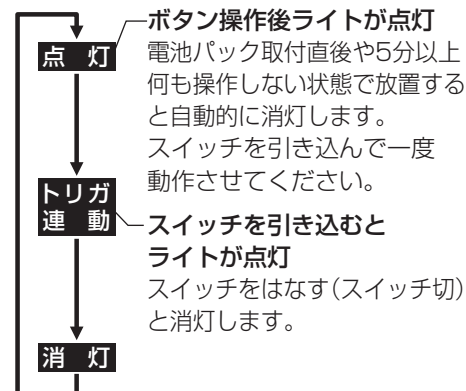 点 灯
ボタン操作後ライトが点灯
電池パック取付直後や5分以上
何も操作しない状態で放置する
と自動的に消灯します。
スイッチを引き込んで一度
動作させてください。
トリガ
連 動
スイッチを引き込むと
ライトが点灯
スイッチをはなす(スイッチ切)
と消灯します。
消 灯